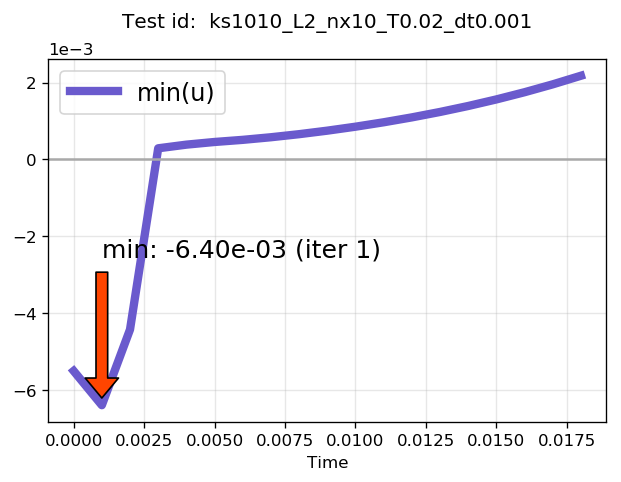 Test id:  ks1010_L2_nx10_T0.02_dt0.001
1e−3
min(u)
2
0
−2
−4
−6
min: -6.40e-03 (iter 1)
0.0000 0.0025 0.0050 0.0075 0.0100 0.0125 0.0150 0.0175
Time